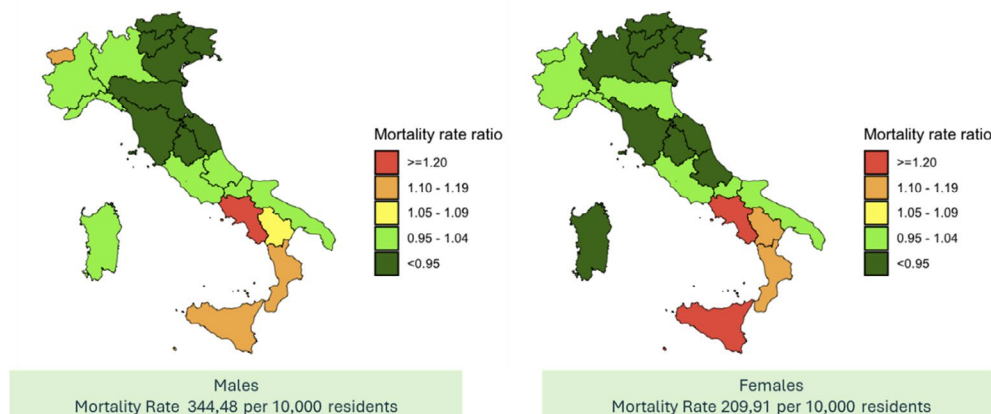 Mortality rate ratio
>=1.20
1.10 - 1.19
1.05 - 1.09
0.95 - 1.04
<0.95
Mortality rate ratio
>=1.20
1.10 - 1.19
1.05 - 1.09
0.95 - 1.04
<0.95
Males
Mortality Rate 344,48 per 10,000 residents
Females
Mortality Rate 209,91 per 10,000 residents